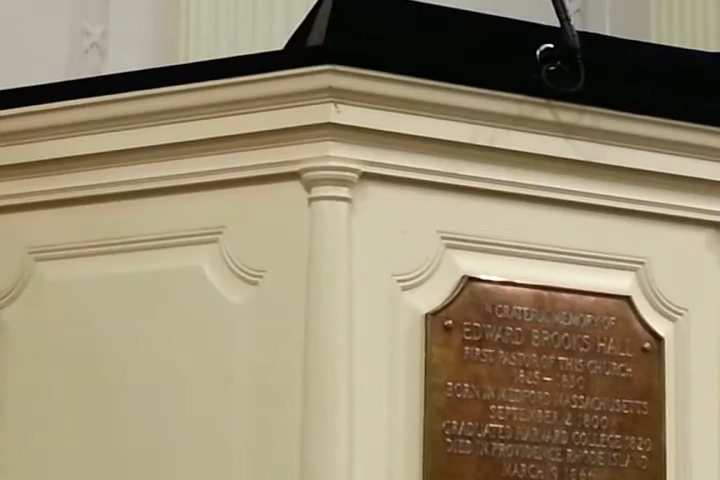 IN GRATEFUL MEMORY OF
EDWARD BROOKS HALL
FIRST PASTOR OF THIS CHURCH
BORN IN MEDFORD MASSACHUSETTS
SEPTEMBER 2 1800
GRADUATED HARVARD COLLEGE 1820
DIED IN PROVIDENCE RHODE ISLAND
MARCH